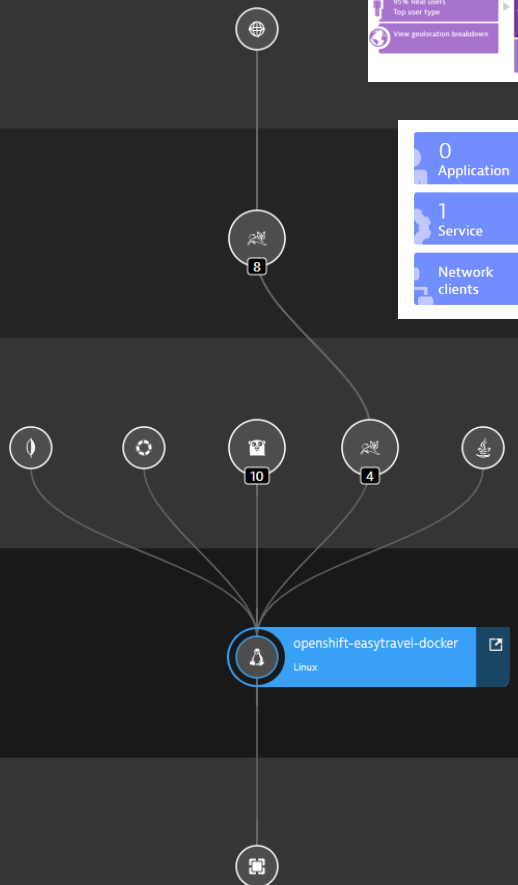 95% Real users
Top user type
View geolocation breakdown
0
Application
1
Service
Network
clients
8
10
4
openshift-easytravel-docker
Linux